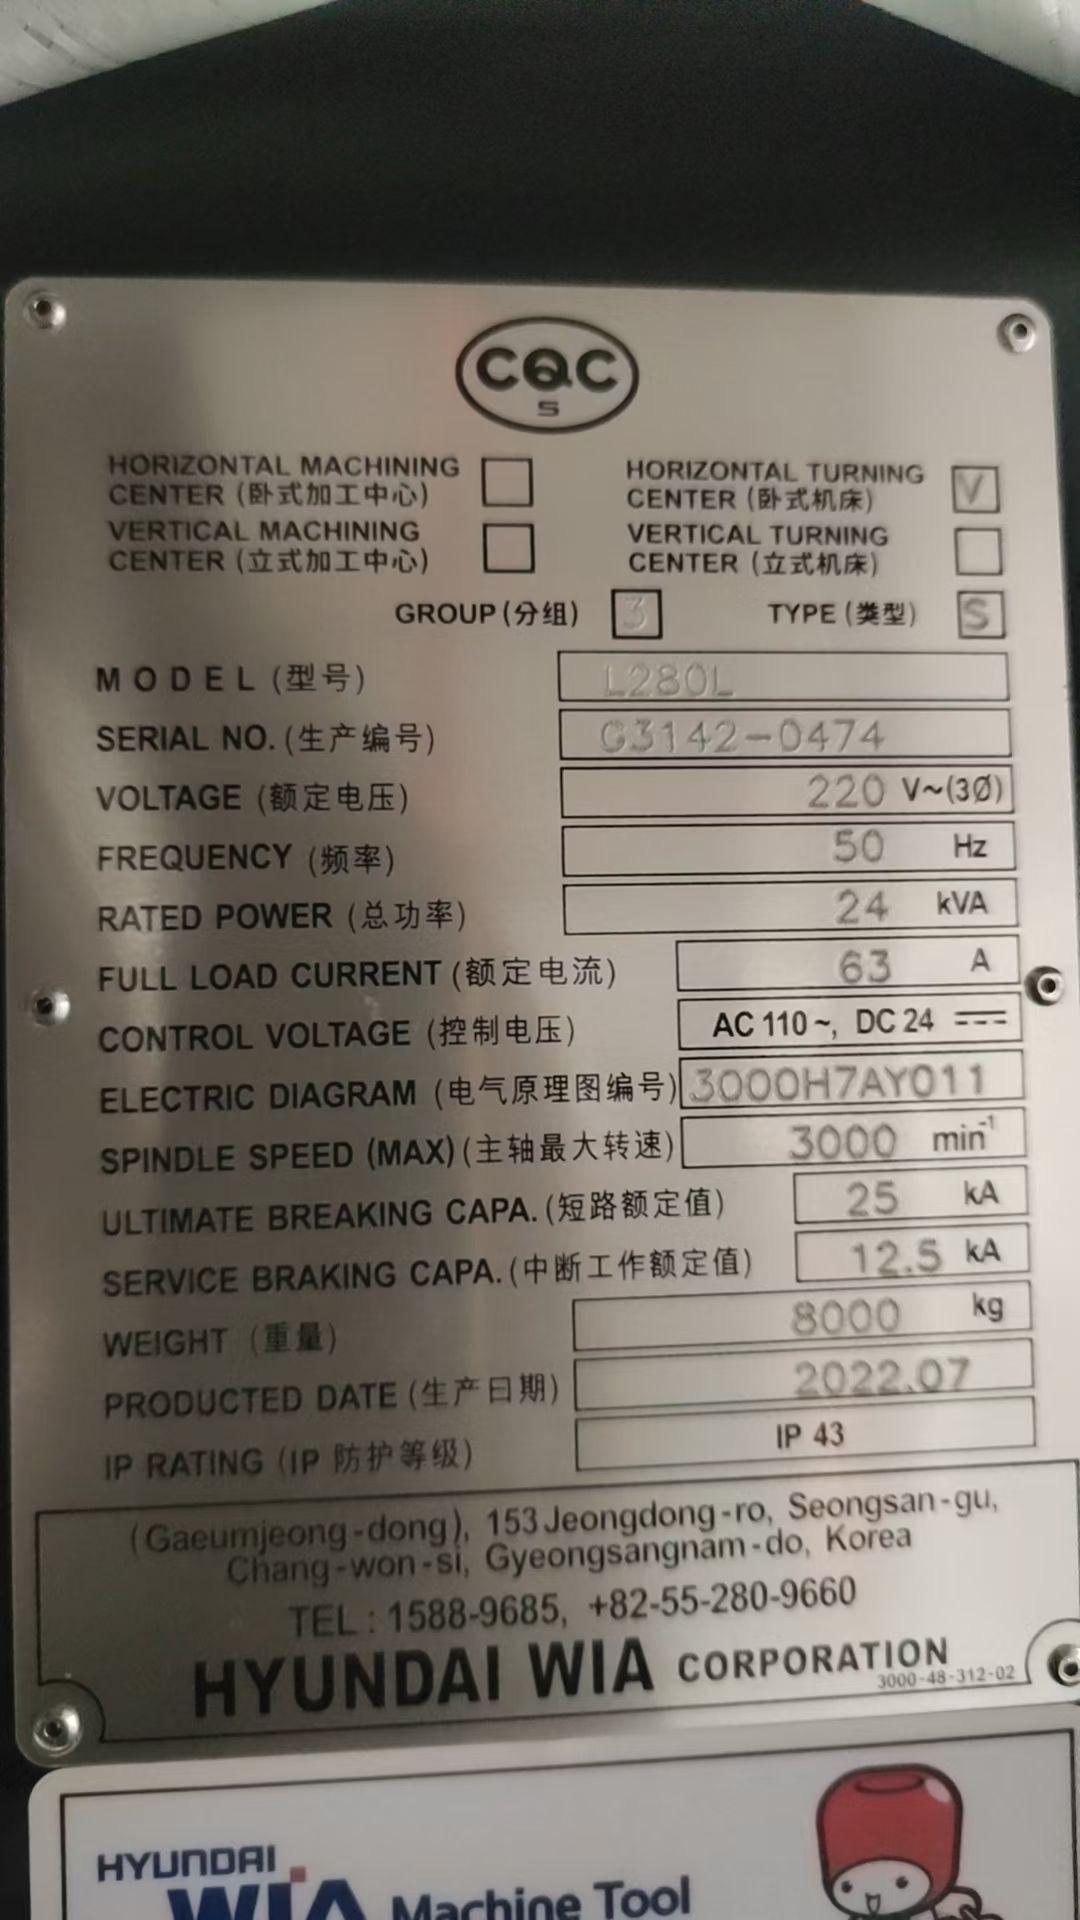 CQC
S
HORIZONTAL MACHINING
CENTER (卧式加工中心)
HORIZONTAL TURNING
CENTER (卧式机床) V
VERTICAL MACHINING
CENTER (立式加工中心)
VERTICAL TURNING
CENTER (立式机床)
GROUP (分组) 3 TYPE (类型) S
MODEL (型号) L280L
SERIAL NO. (生产编号) G3142-0474
VOLTAGE (额定电压) 220 V~(3Ø)
FREQUENCY (频率) 50 Hz
RATED POWER (总功率) 24 kVA
FULL LOAD CURRENT (额定电流) 63 A
CONTROL VOLTAGE (控制电压) AC 110 ~, DC 24 ⎓
ELECTRIC DIAGRAM (电气原理图编号) 3000H7AY011
SPINDLE SPEED (MAX) (主轴最大转速) 3000 min⁻¹
ULTIMATE BREAKING CAPA. (短路额定值) 25 kA
SERVICE BRAKING CAPA. (中断工作额定值) 12.5 kA
WEIGHT (重量) 8000 kg
PRODUCTED DATE (生产日期) 2022.07
IP RATING (IP 防护等级) IP 43
(Gaeumjeong-dong), 153 Jeongdong-ro, Seongsan-gu,
Chang-won-si, Gyeongsangnam-do, Korea
TEL : 1588-9685, +82-55-280-9660
HYUNDAI WIA CORPORATION
3000-48-312-02
HYUNDAI
WIA Machine Tool